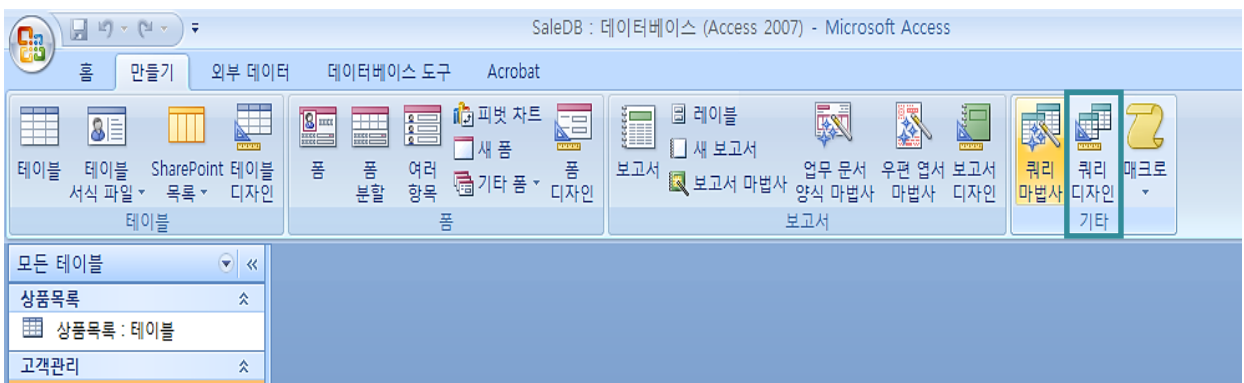 SaleDB : 데이터베이스 (Access 2007) - Microsoft Access
홈 만들기 외부 데이터 데이터베이스 도구 Acrobat
테이블
테이블
서식 파일
SharePoint
목록
테이블
디자인
테이블
폼
폼
분할
여러
항목
피벗 차트
새 폼
기타 폼
폼
디자인
폼
보고서
레이블
새 보고서
보고서 마법사
업무 문서
양식 마법사
우편 엽서
마법사
보고서
디자인
보고서
쿼리
마법사
쿼리
디자인
매크로
기타
모든 테이블
상품목록
상품목록 : 테이블
고객관리